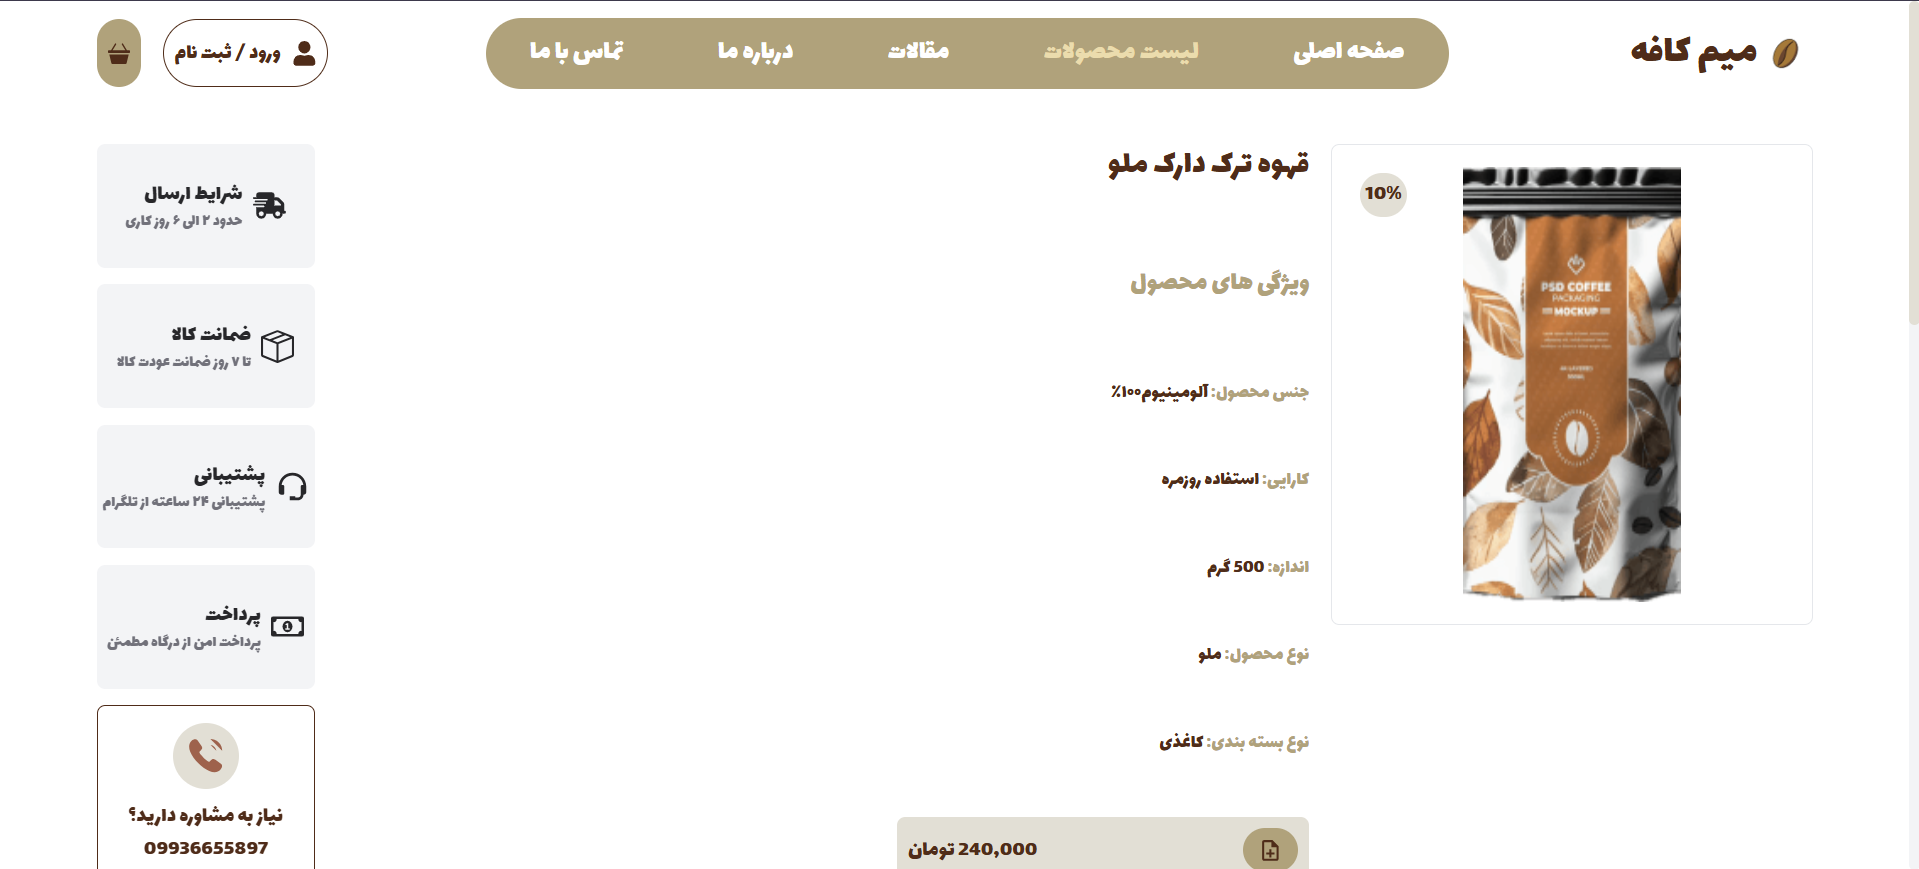 میم کافه
صفحه اصلی
لیست محصولات
مقالات
درباره ما
تماس با ما
ورود / ثبت نام
10%
PSD COFFEE
PACKAGING
MOCKUP
قهوه ترک دارک ملو
ویژگی های محصول
جنس محصول: آلومینیوم۱۰۰٪
کارایی: استفاده روزمره
اندازه: 500 گرم
نوع محصول: ملو
نوع بسته بندی: کاغذی
240,000 تومان
شرایط ارسال
حدود ۲ الی ۶ روز کاری
ضمانت کالا
تا ۷ روز ضمانت عودت کالا
پشتیبانی
پشتیبانی ۲۴ ساعته از تلگرام
پرداخت
پرداخت امن از درگاه مطمئن
نیاز به مشاوره دارید؟
09936655897